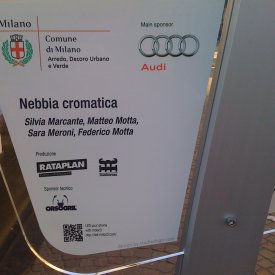 Milano
Comune
di Milano
Arredo, Decoro Urbano
e Verde
Main sponsor
Audi
Nebbia cromatica
Silvia Marcante, Matteo Motta,
Sara Meroni, Federico Motta
Produzione
RATAPLAN
Sponsor tecnico
ORSOGRIL